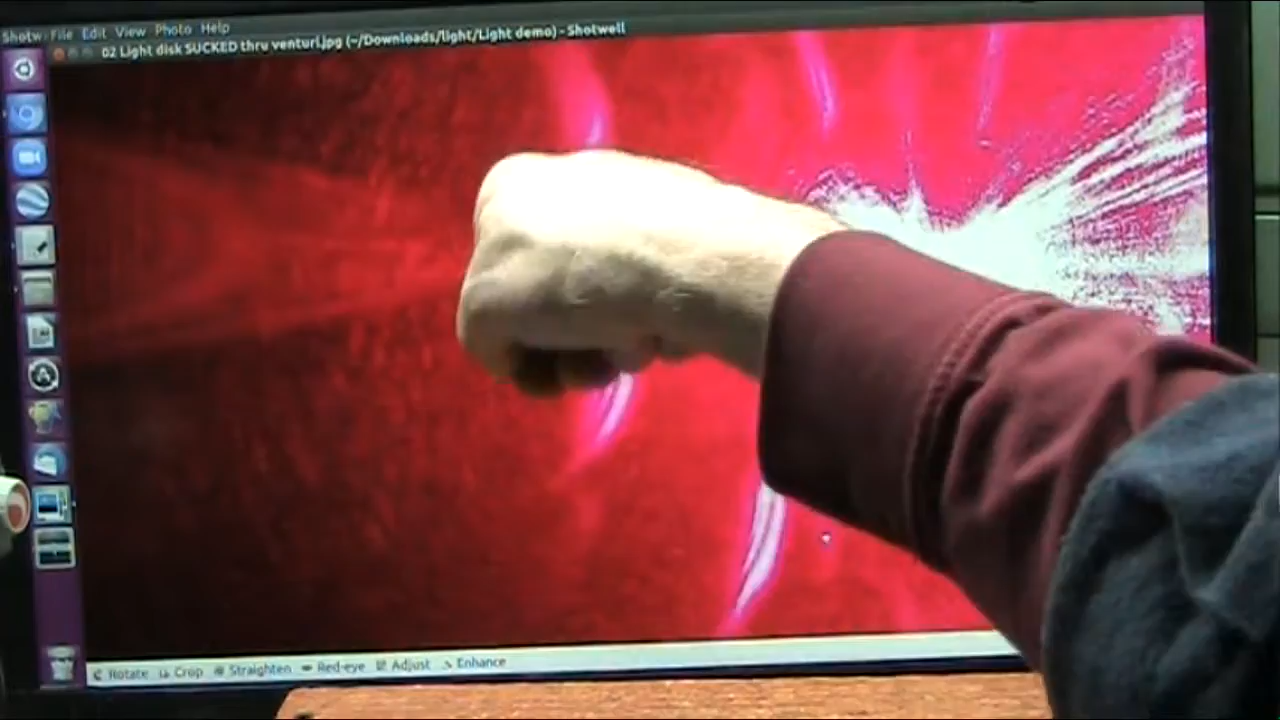 Shotw File Edit View Photo Help
02 Light disk SUCKED thru venturi.jpg (~/Downloads/light/Light demo) - Shotwell
Rotate Crop Straighten Red-eye Adjust Enhance